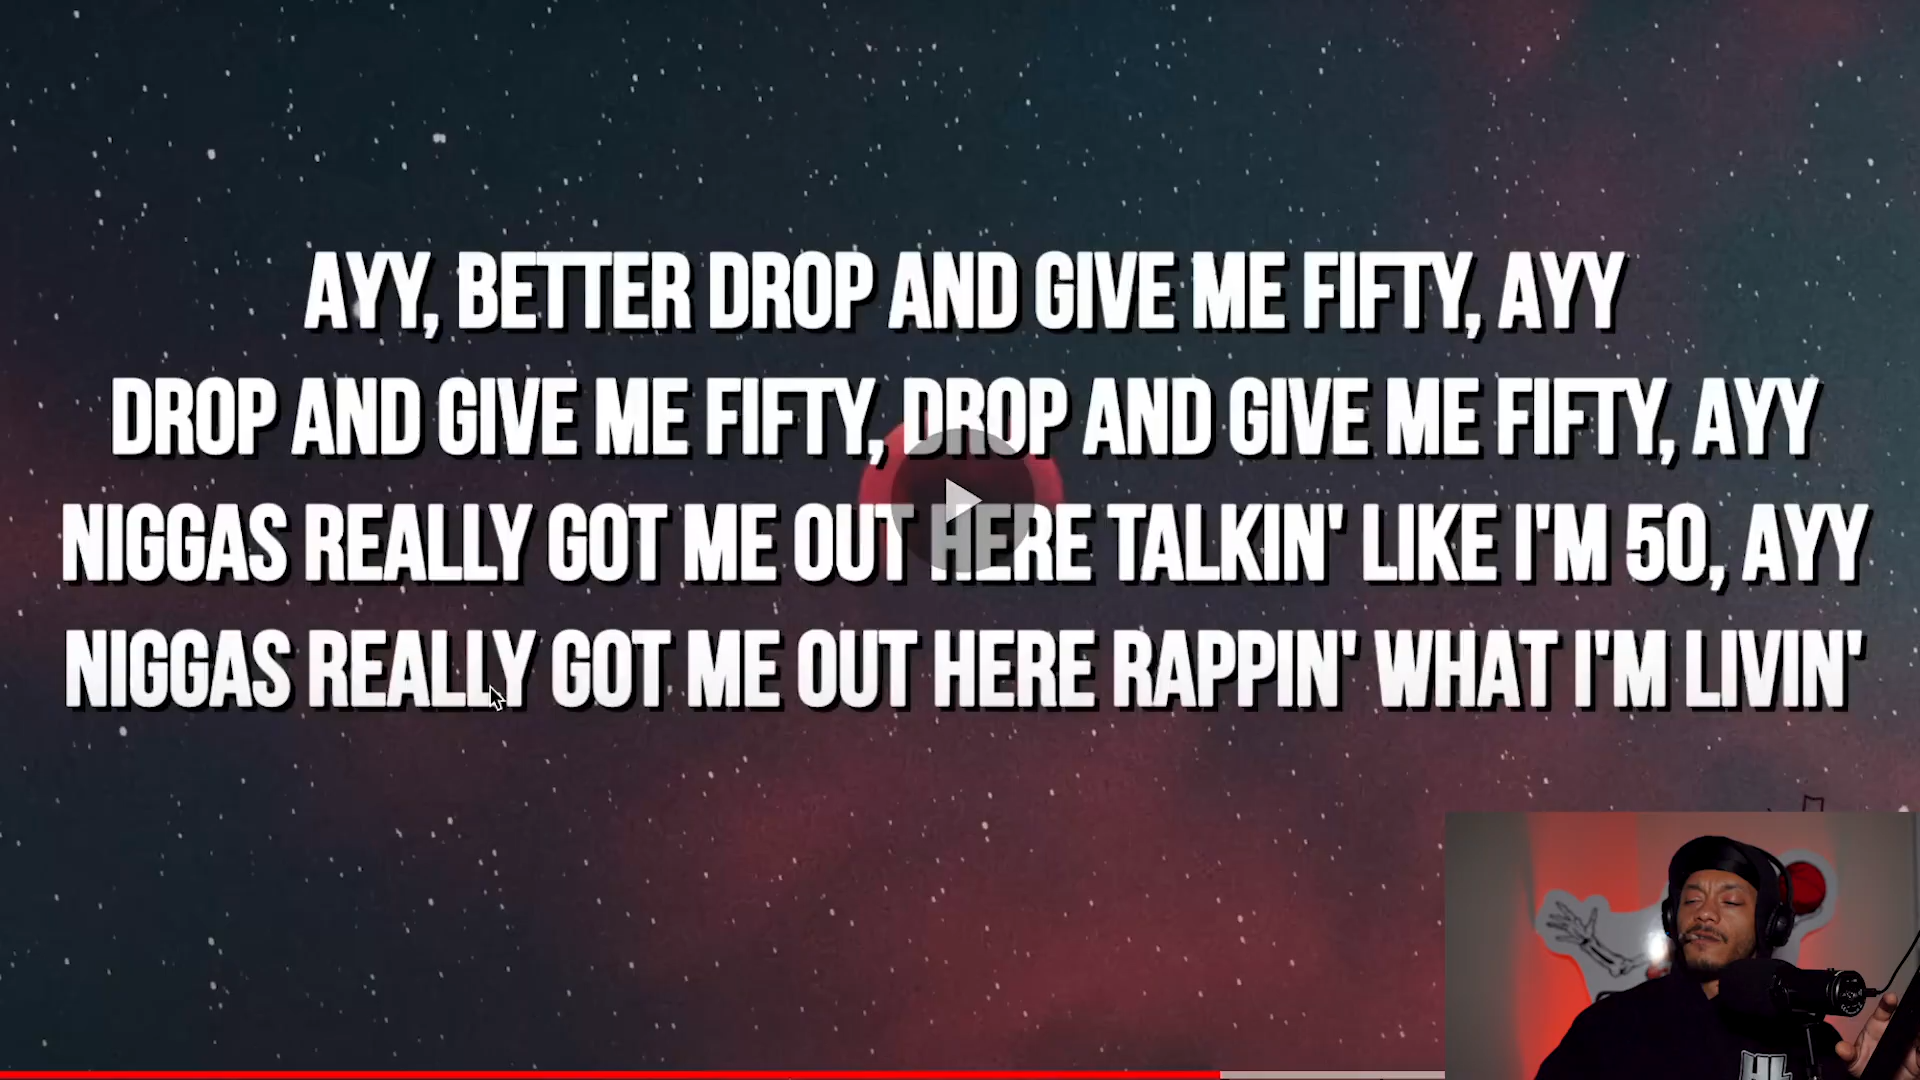 AYY, BETTER DROP AND GIVE ME FIFTY, AYY
DROP AND GIVE ME FIFTY, DROP AND GIVE ME FIFTY, AYY
NIGGAS REALLY GOT ME OUT HERE TALKIN' LIKE I'M 50, AYY
NIGGAS REALLY GOT ME OUT HERE RAPPIN' WHAT I'M LIVIN'